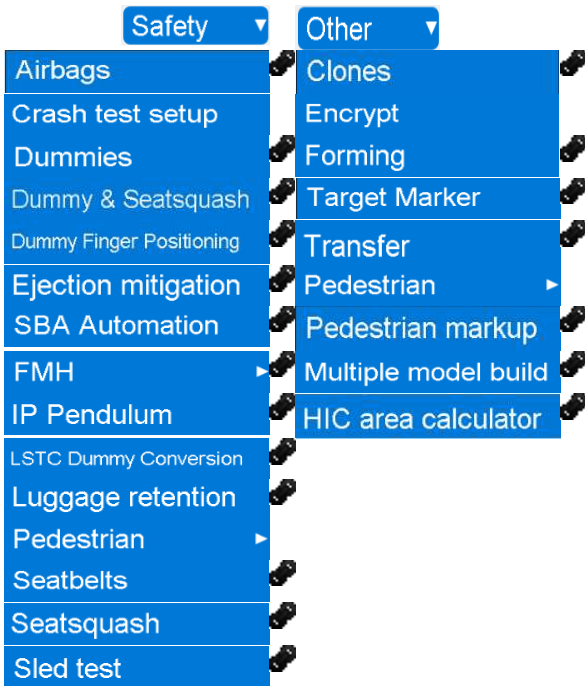 Safety
Airbags
Crash test setup
Dummies
Dummy & Seatsquash
Dummy Finger Positioning
Ejection mitigation
SBA Automation
FMH
IP Pendulum
LSTC Dummy Conversion
Luggage retention
Pedestrian
Seatbelts
Seatsquash
Sled test
Other
Clones
Encrypt
Forming
Target Marker
Transfer
Pedestrian
Pedestrian markup
Multiple model build
HIC area calculator